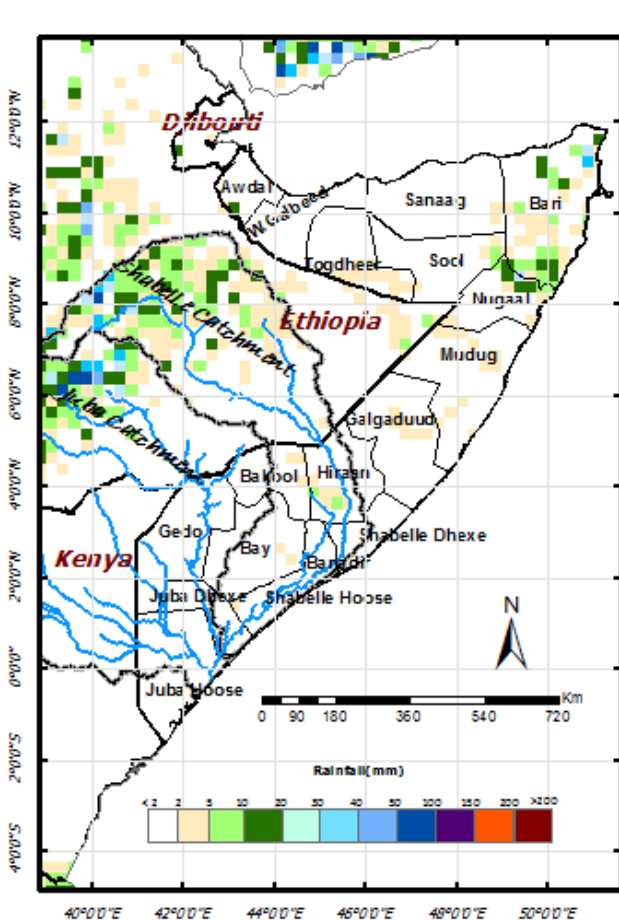 12°0'0"N
10°0'0"N
8°0'0"N
6°0'0"N
4°0'0"N
2°0'0"N
0°0'0"
2°0'0"S
4°0'0"S
Djibouti
Awdal
W.Galbeed
Sanaag
Bari
Togdheer
Sool
Nugaal
Shabelle Catchment
Ethiopia
Mudug
Juba Catchment
Galgaduud
Bakool
Hiraan
Gedo
Bay
Shabelle Dhexe
Kenya
Banadir
Juba Dhexe
Shabelle Hoose
Juba Hoose
N
Km
0 90 180 360 540 720
Rainfall(mm)
<2 2 5 10 20 30 40 50 100 150 200 >200
40°0'0"E 42°0'0"E 44°0'0"E 46°0'0"E 48°0'0"E 50°0'0"E